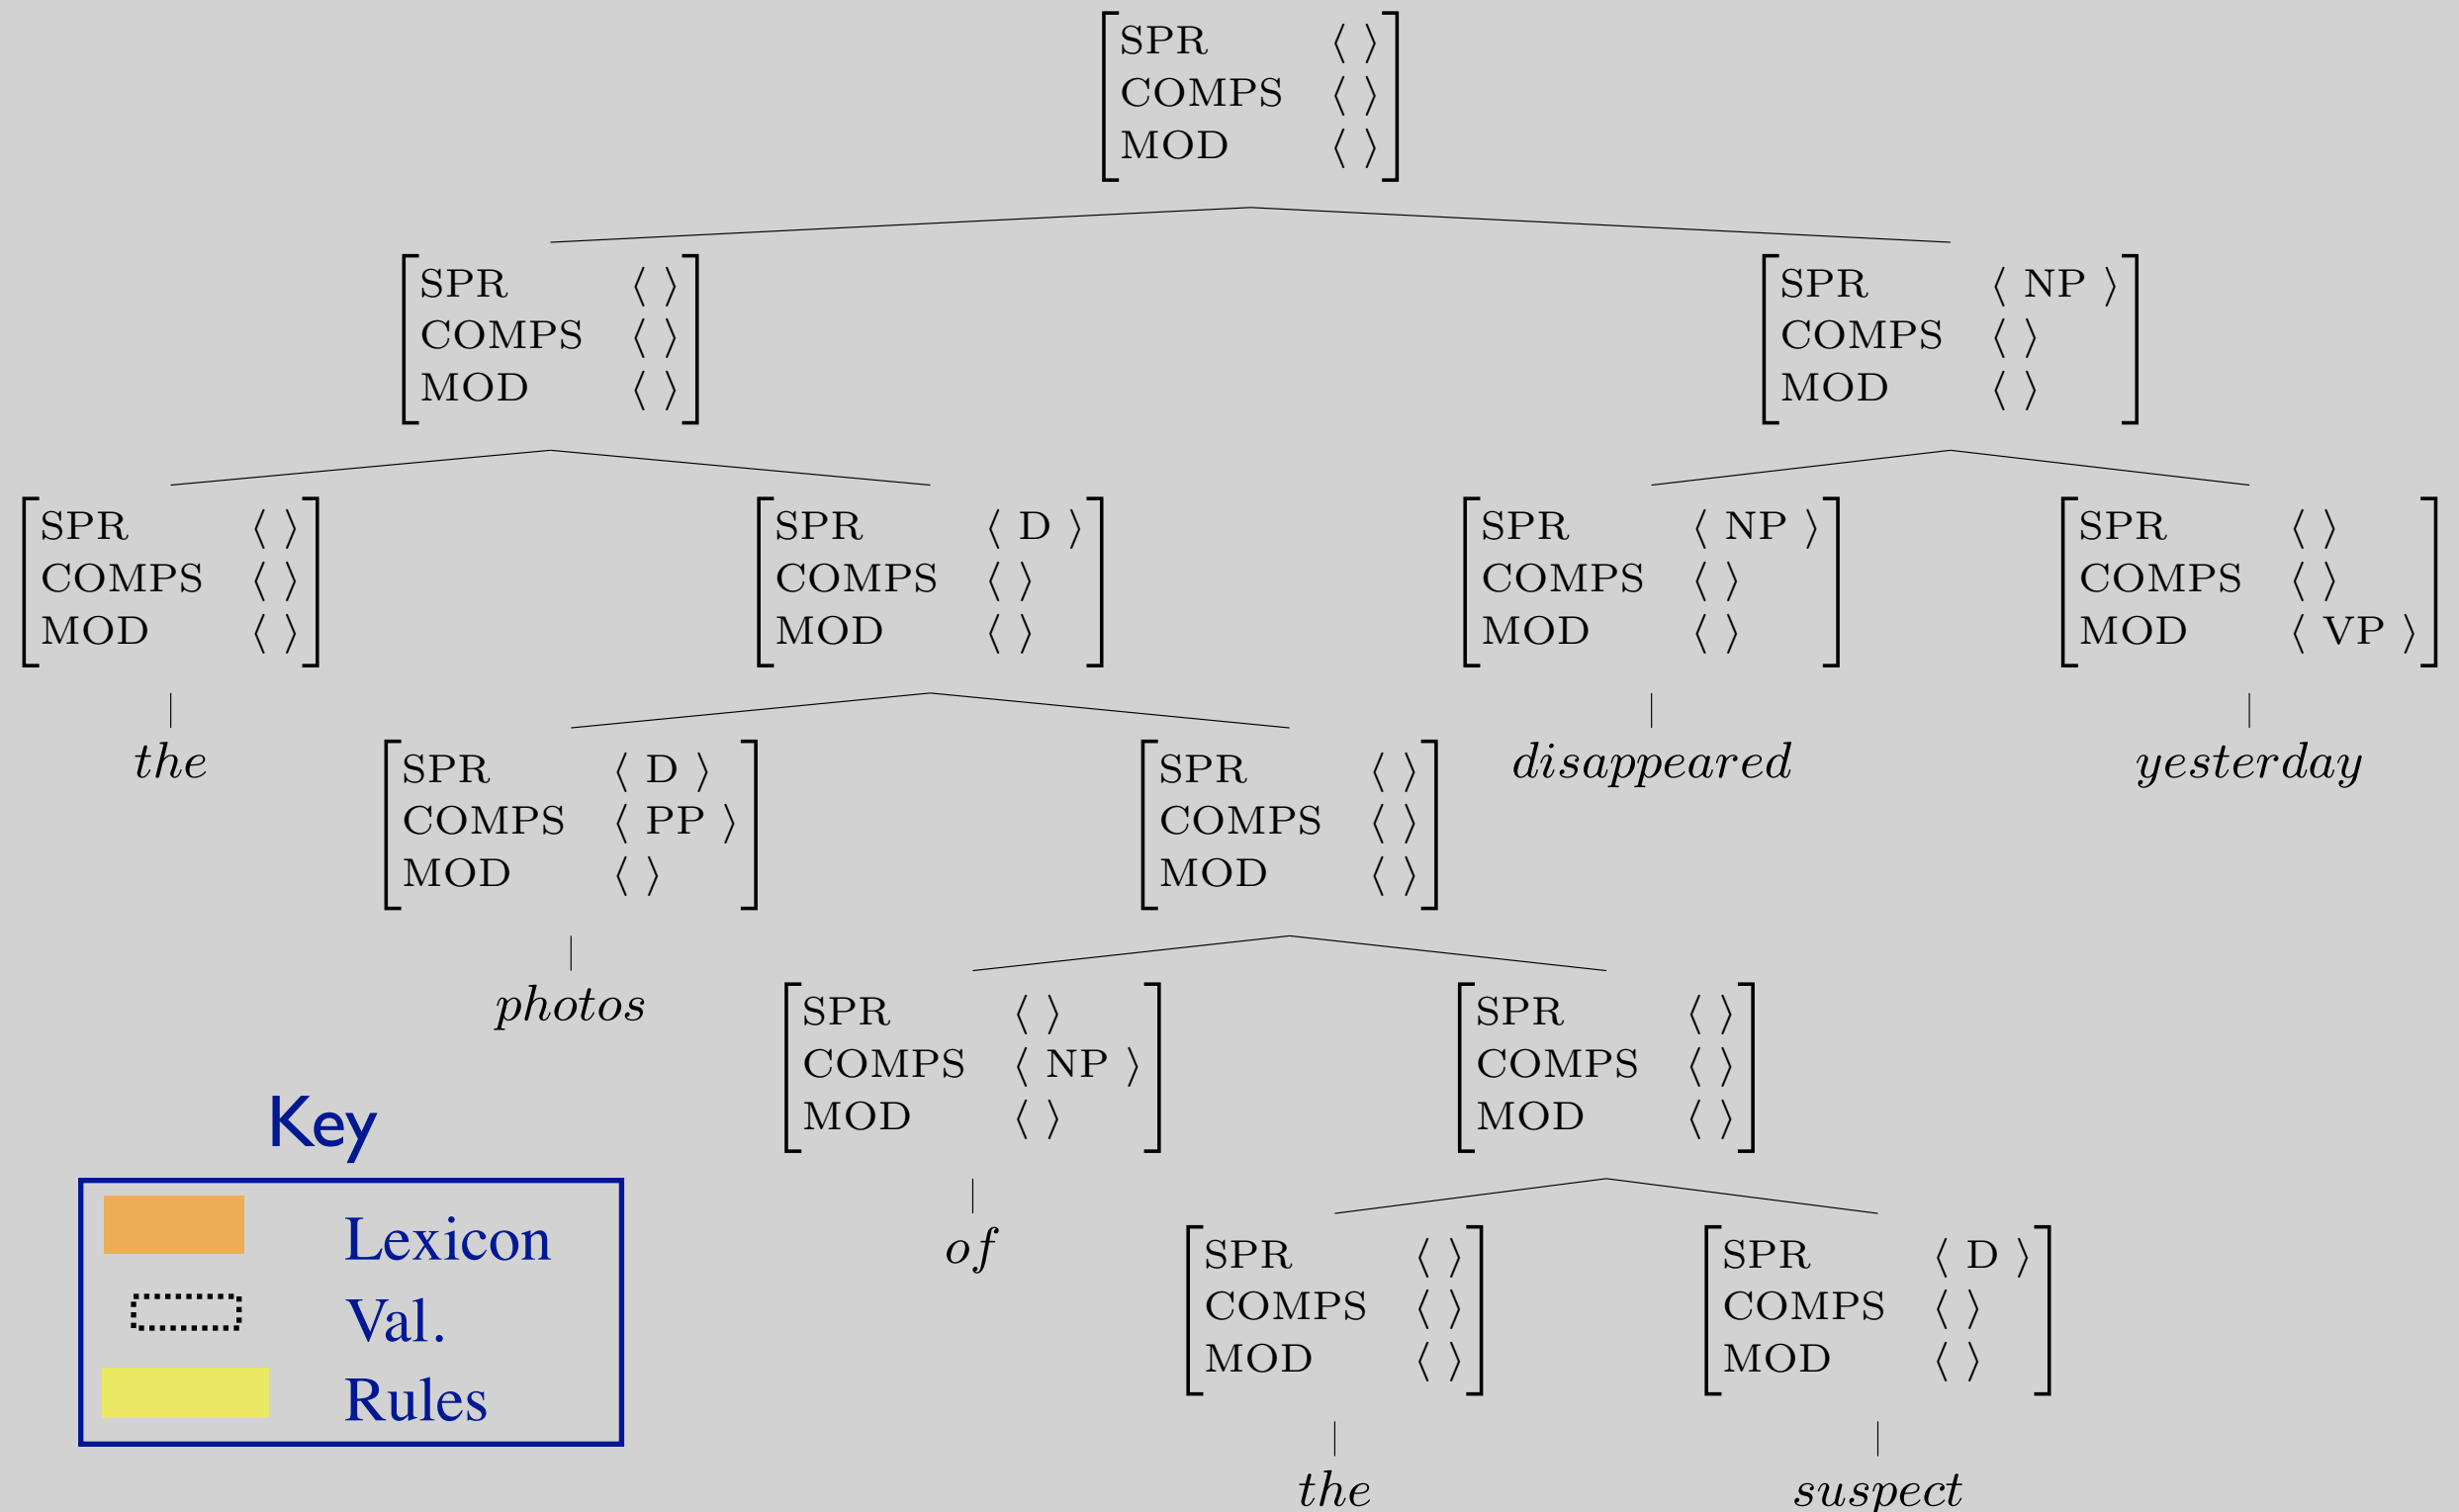 SPR ⟨ ⟩
COMPS ⟨ ⟩
MOD ⟨ ⟩
SPR ⟨ ⟩
COMPS ⟨ ⟩
MOD ⟨ ⟩
SPR ⟨ NP ⟩
COMPS ⟨ ⟩
MOD ⟨ ⟩
SPR ⟨ ⟩
COMPS ⟨ ⟩
MOD ⟨ ⟩
the
SPR ⟨ D ⟩
COMPS ⟨ ⟩
MOD ⟨ ⟩
SPR ⟨ NP ⟩
COMPS ⟨ ⟩
MOD ⟨ ⟩
disappeared
SPR ⟨ ⟩
COMPS ⟨ ⟩
MOD ⟨ VP ⟩
yesterday
SPR ⟨ D ⟩
COMPS ⟨ PP ⟩
MOD ⟨ ⟩
photos
SPR ⟨ ⟩
COMPS ⟨ ⟩
MOD ⟨ ⟩
SPR ⟨ ⟩
COMPS ⟨ NP ⟩
MOD ⟨ ⟩
of
SPR ⟨ ⟩
COMPS ⟨ ⟩
MOD ⟨ ⟩
SPR ⟨ ⟩
COMPS ⟨ ⟩
MOD ⟨ ⟩
the
SPR ⟨ D ⟩
COMPS ⟨ ⟩
MOD ⟨ ⟩
suspect
Key
Lexicon
Val.
Rules